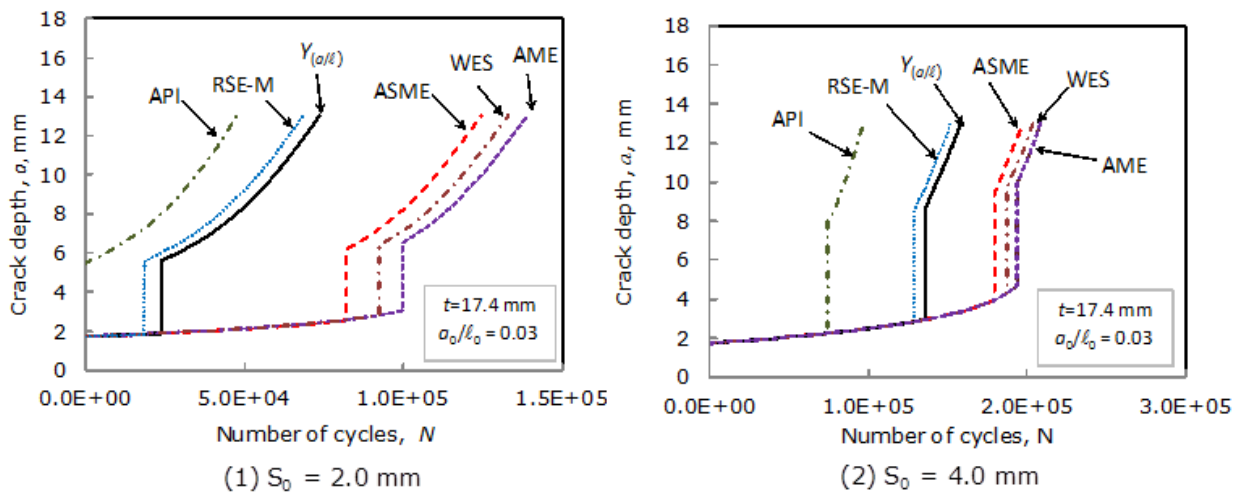 18
16
14
12
10
8
6
4
2
0
Crack depth, a, mm
API
RSE-M
Y(a/ℓ)
ASME
WES
AME
t=17.4 mm
a₀/ℓ₀ = 0.03
0.0E+00
5.0E+04
1.0E+05
1.5E+05
Number of cycles, N
(1) S₀ = 2.0 mm
18
16
14
12
10
8
6
4
2
0
Crack depth, a, mm
API
RSE-M
Y(a/ℓ)
ASME
WES
AME
t=17.4 mm
a₀/ℓ₀ = 0.03
0.0E+00
1.0E+05
2.0E+05
3.0E+05
Number of cycles, N
(2) S₀ = 4.0 mm